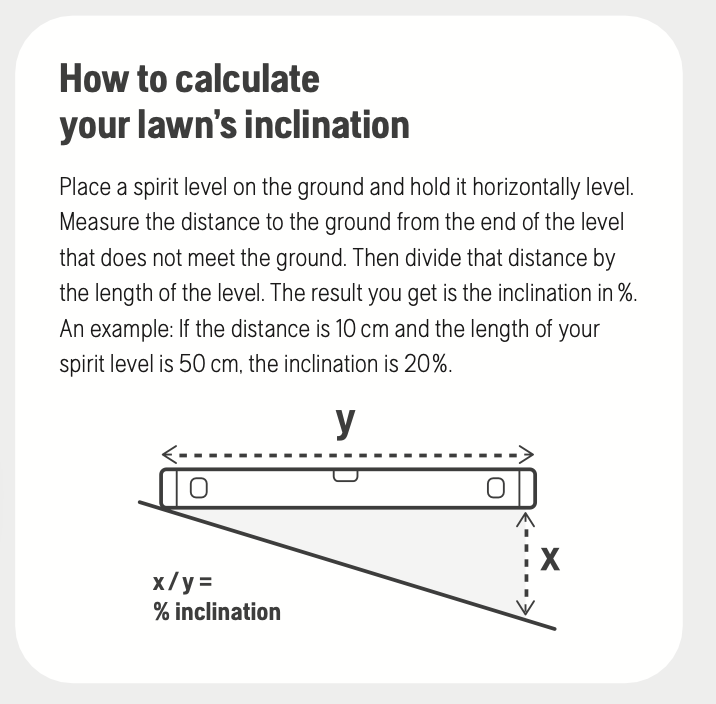 How to calculate
your lawn’s inclination
Place a spirit level on the ground and hold it horizontally level.
Measure the distance to the ground from the end of the level
that does not meet the ground. Then divide that distance by
the length of the level. The result you get is the inclination in %.
An example: If the distance is 10 cm and the length of your
spirit level is 50 cm, the inclination is 20%.
y
x
x / y =
% inclination